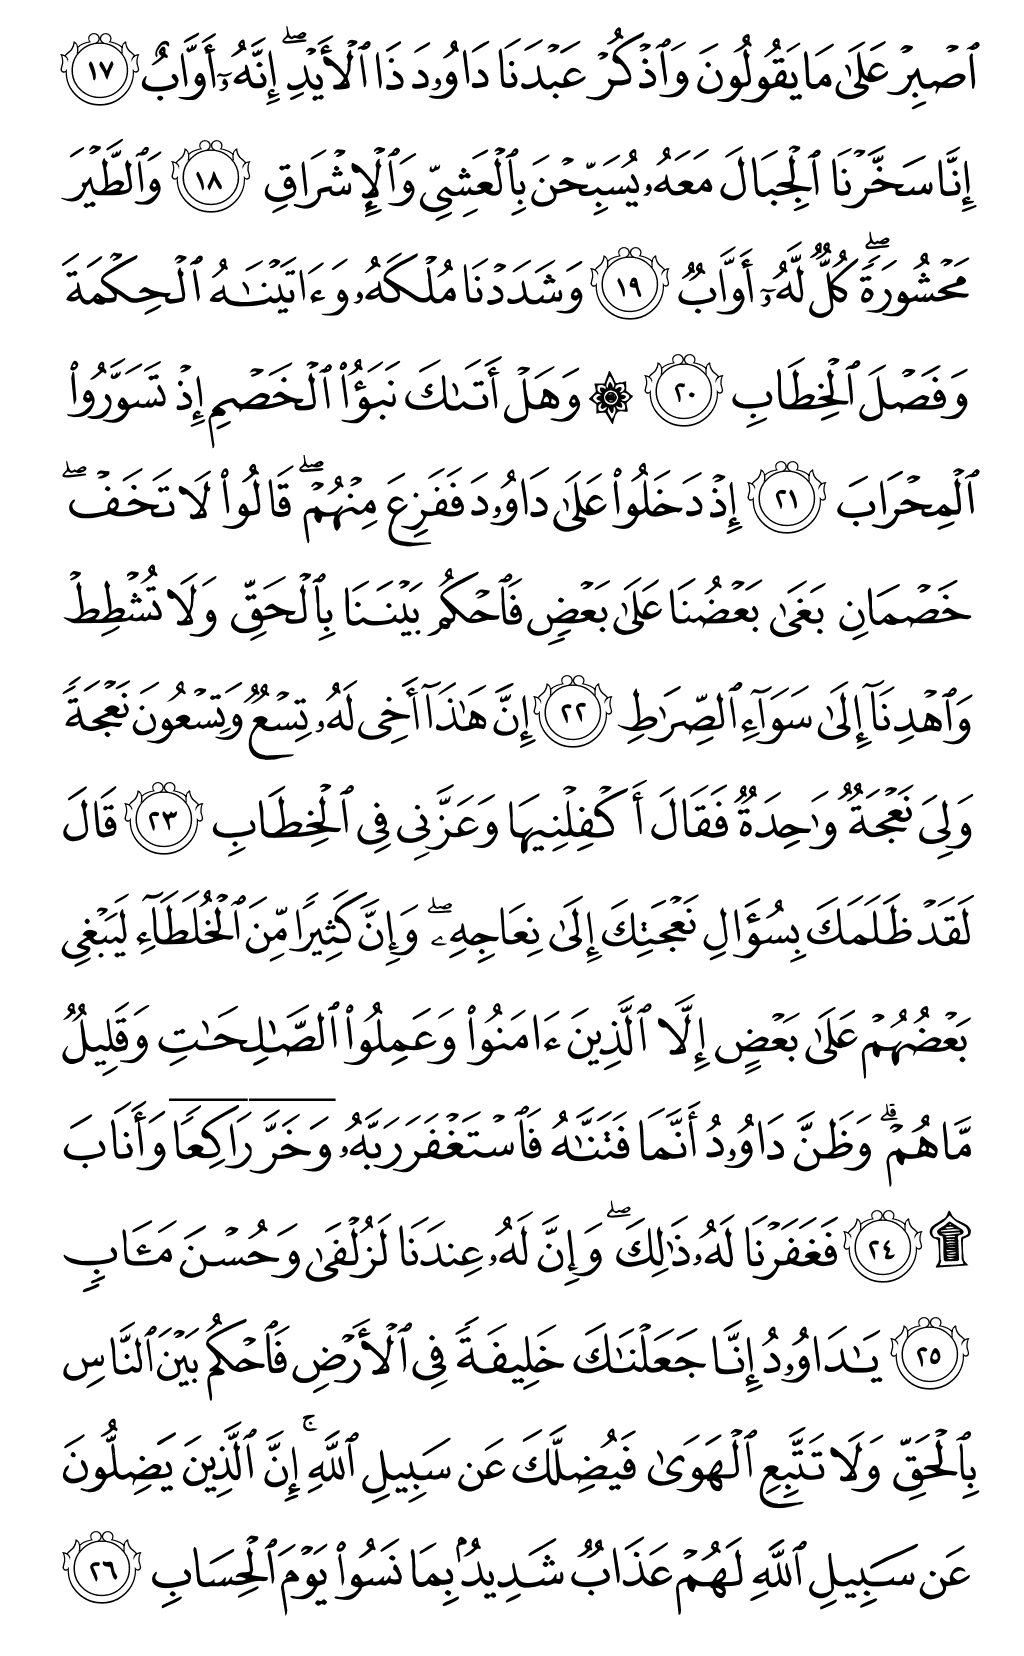 ٱصۡبِرۡ عَلَىٰ مَا يَقُولُونَ وَٱذۡكُرۡ عَبۡدَنَا دَاوُۥدَ ذَا ٱلۡأَيۡدِۖ إِنَّهُۥٓ أَوَّابٌ ١٧
إِنَّا سَخَّرۡنَا ٱلۡجِبَالَ مَعَهُۥ يُسَبِّحۡنَ بِٱلۡعَشِيِّ وَٱلۡإِشۡرَاقِ ١٨ وَٱلطَّيۡرَ
مَحۡشُورَةٗۖ كُلّٞ لَّهُۥٓ أَوَّابٞ ١٩ وَشَدَدۡنَا مُلۡكَهُۥ وَءَاتَيۡنَٰهُ ٱلۡحِكۡمَةَ
وَفَصۡلَ ٱلۡخِطَابِ ٢٠ ۞ وَهَلۡ أَتَىٰكَ نَبَؤُاْ ٱلۡخَصۡمِ إِذۡ تَسَوَّرُواْ
ٱلۡمِحۡرَابَ ٢١ إِذۡ دَخَلُواْ عَلَىٰ دَاوُۥدَ فَفَزِعَ مِنۡهُمۡۖ قَالُواْ لَا تَخَفۡۖ
خَصۡمَانِ بَغَىٰ بَعۡضُنَا عَلَىٰ بَعۡضٖ فَٱحۡكُم بَيۡنَنَا بِٱلۡحَقِّ وَلَا تُشۡطِطۡ
وَٱهۡدِنَآ إِلَىٰ سَوَآءِ ٱلصِّرَٰطِ ٢٢ إِنَّ هَٰذَآ أَخِي لَهُۥ تِسۡعٞ وَتِسۡعُونَ نَعۡجَةٗ
وَلِيَ نَعۡجَةٞ وَٰحِدَةٞ فَقَالَ أَكۡفِلۡنِيهَا وَعَزَّنِي فِي ٱلۡخِطَابِ ٢٣ قَالَ
لَقَدۡ ظَلَمَكَ بِسُؤَالِ نَعۡجَتِكَ إِلَىٰ نِعَاجِهِۦۖ وَإِنَّ كَثِيرٗا مِّنَ ٱلۡخُلَطَآءِ لَيَبۡغِي
بَعۡضُهُمۡ عَلَىٰ بَعۡضٍ إِلَّا ٱلَّذِينَ ءَامَنُواْ وَعَمِلُواْ ٱلصَّٰلِحَٰتِ وَقَلِيلٞ
مَّا هُمۡۗ وَظَنَّ دَاوُۥدُ أَنَّمَا فَتَنَّٰهُ فَٱسۡتَغۡفَرَ رَبَّهُۥ وَخَرَّۤ رَاكِعٗاۤ وَأَنَابَ
۩ ٢٤ فَغَفَرۡنَا لَهُۥ ذَٰلِكَۖ وَإِنَّ لَهُۥ عِندَنَا لَزُلۡفَىٰ وَحُسۡنَ مَـَٔابٖ
٢٥ يَٰدَاوُۥدُ إِنَّا جَعَلۡنَٰكَ خَلِيفَةٗ فِي ٱلۡأَرۡضِ فَٱحۡكُم بَيۡنَ ٱلنَّاسِ
بِٱلۡحَقِّ وَلَا تَتَّبِعِ ٱلۡهَوَىٰ فَيُضِلَّكَ عَن سَبِيلِ ٱللَّهِۚ إِنَّ ٱلَّذِينَ يَضِلُّونَ
عَن سَبِيلِ ٱللَّهِ لَهُمۡ عَذَابٞ شَدِيدُۢ بِمَا نَسُواْ يَوۡمَ ٱلۡحِسَابِ ٢٦